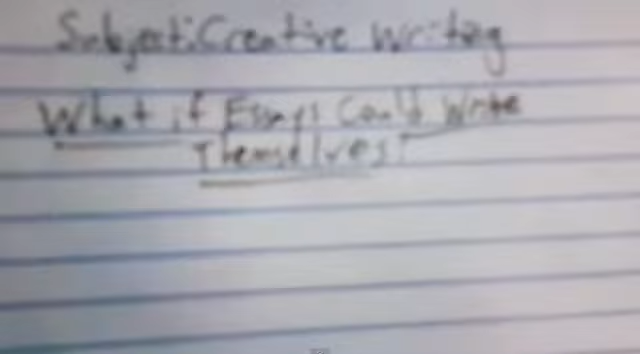 Subject: Creative Writing
What if Essays Could Write
Themselves?